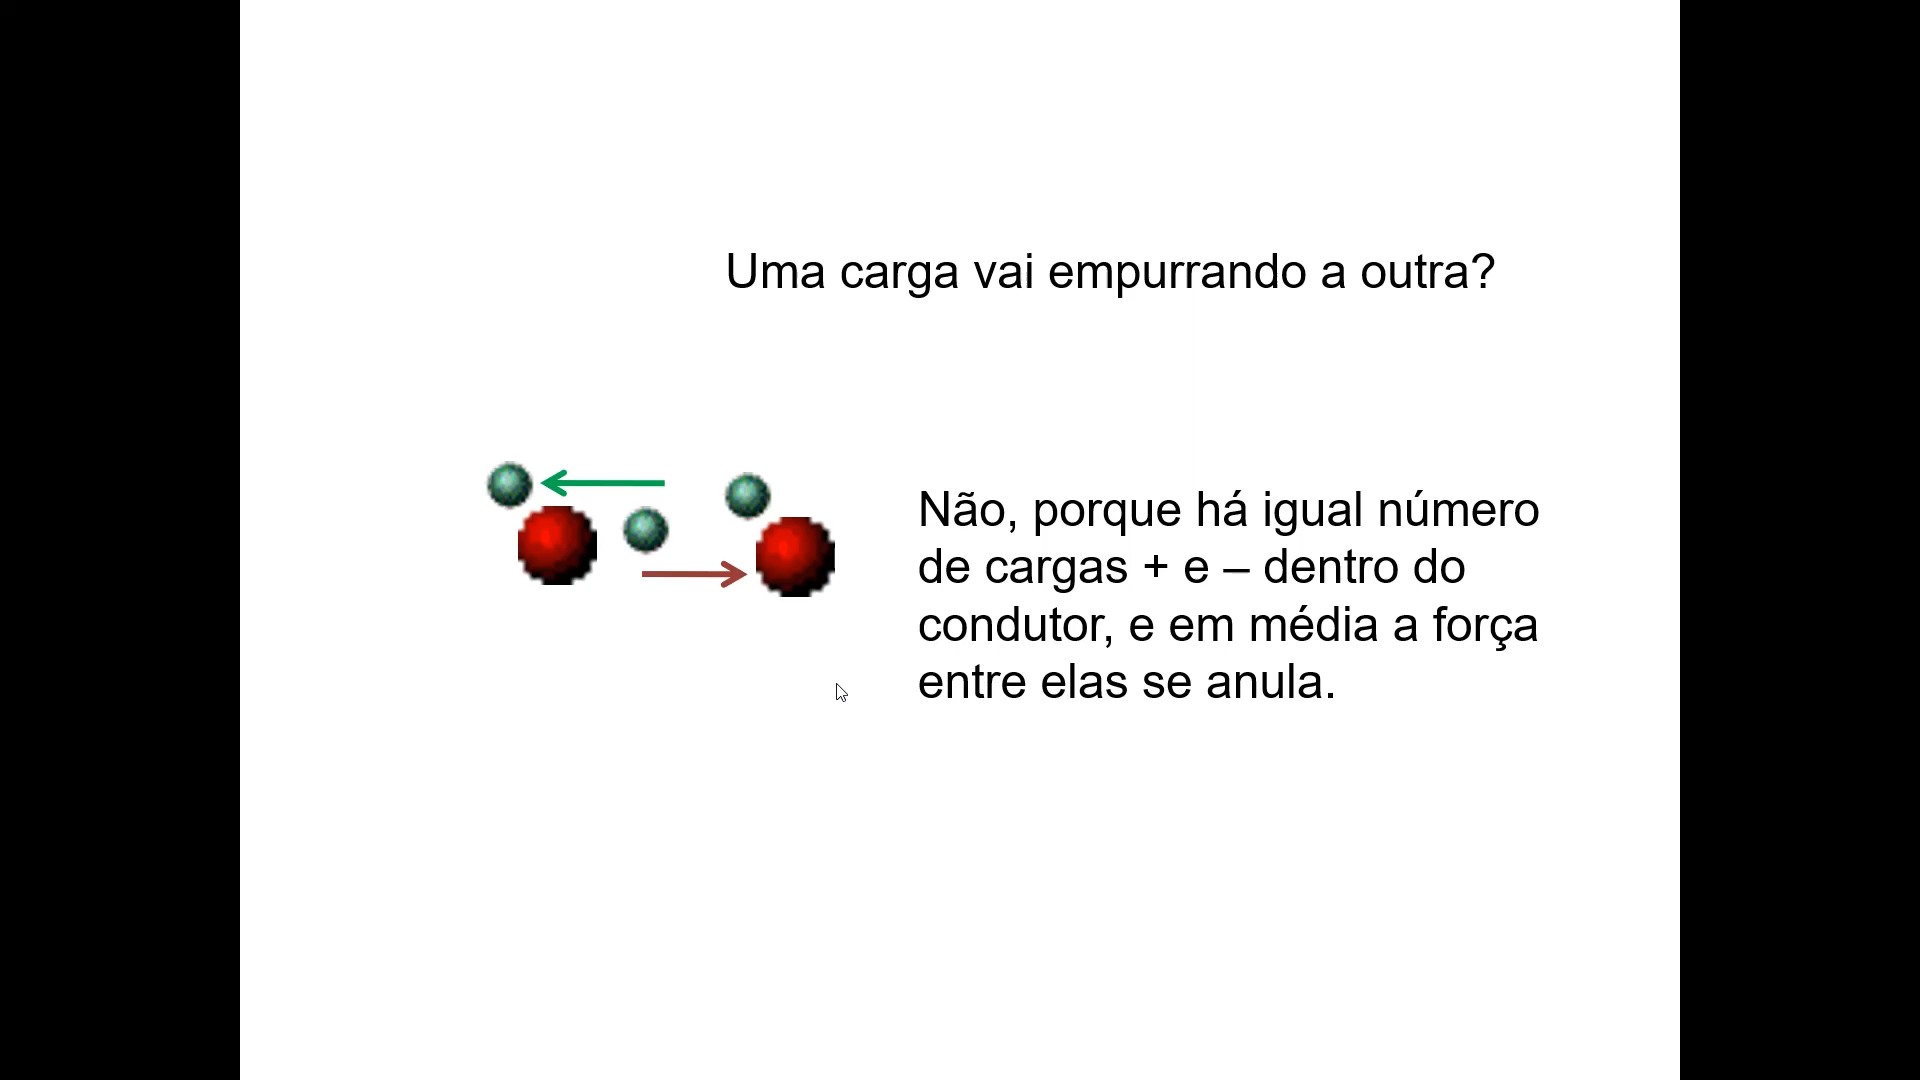 Uma carga vai empurrando a outra?
Não, porque há igual número
de cargas + e – dentro do
condutor, e em média a força
entre elas se anula.